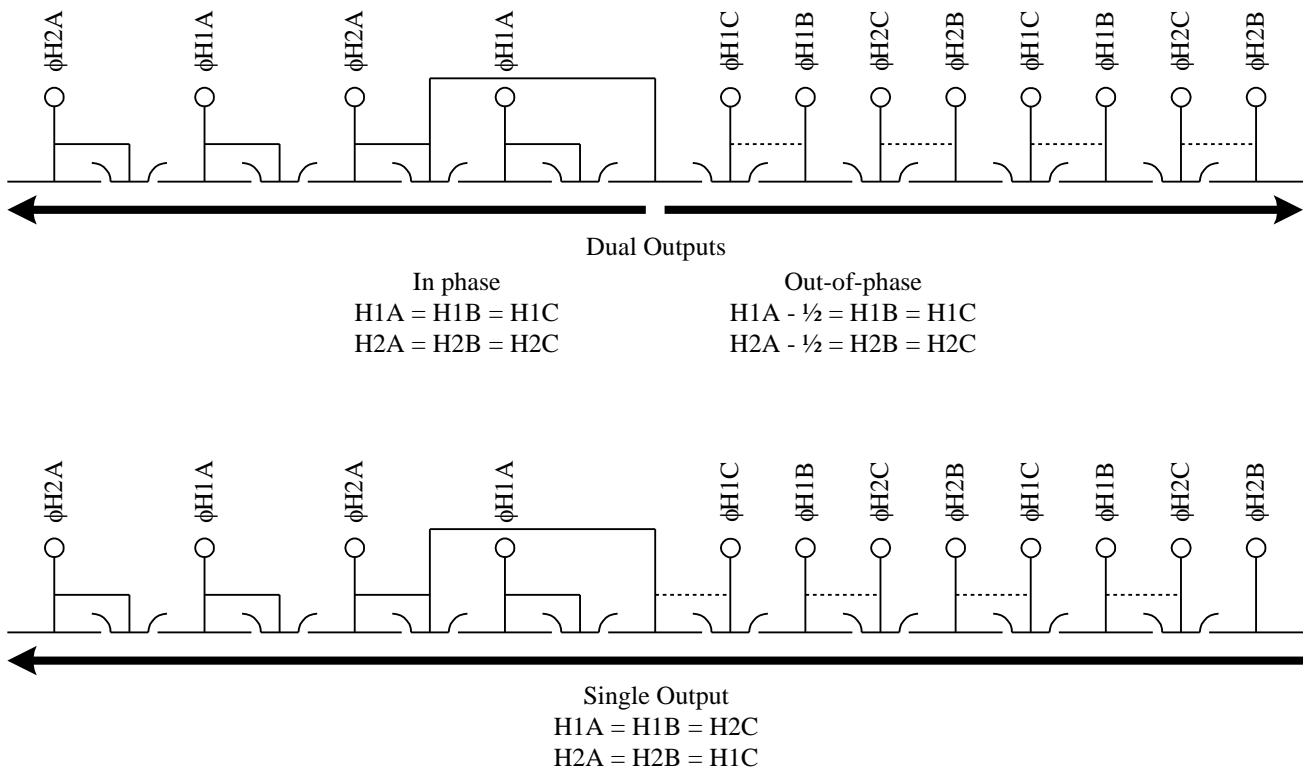 ϕH2A ϕH1A ϕH2A ϕH1A ϕH1C ϕH1B ϕH2C ϕH2B ϕH1C ϕH1B ϕH2C ϕH2B
Dual Outputs
In phase
H1A = H1B = H1C
H2A = H2B = H2C
Out-of-phase
H1A - ½ = H1B = H1C
H2A - ½ = H2B = H2C
ϕH2A ϕH1A ϕH2A ϕH1A ϕH1C ϕH1B ϕH2C ϕH2B ϕH1C ϕH1B ϕH2C ϕH2B
Single Output
H1A = H1B = H2C
H2A = H2B = H1C